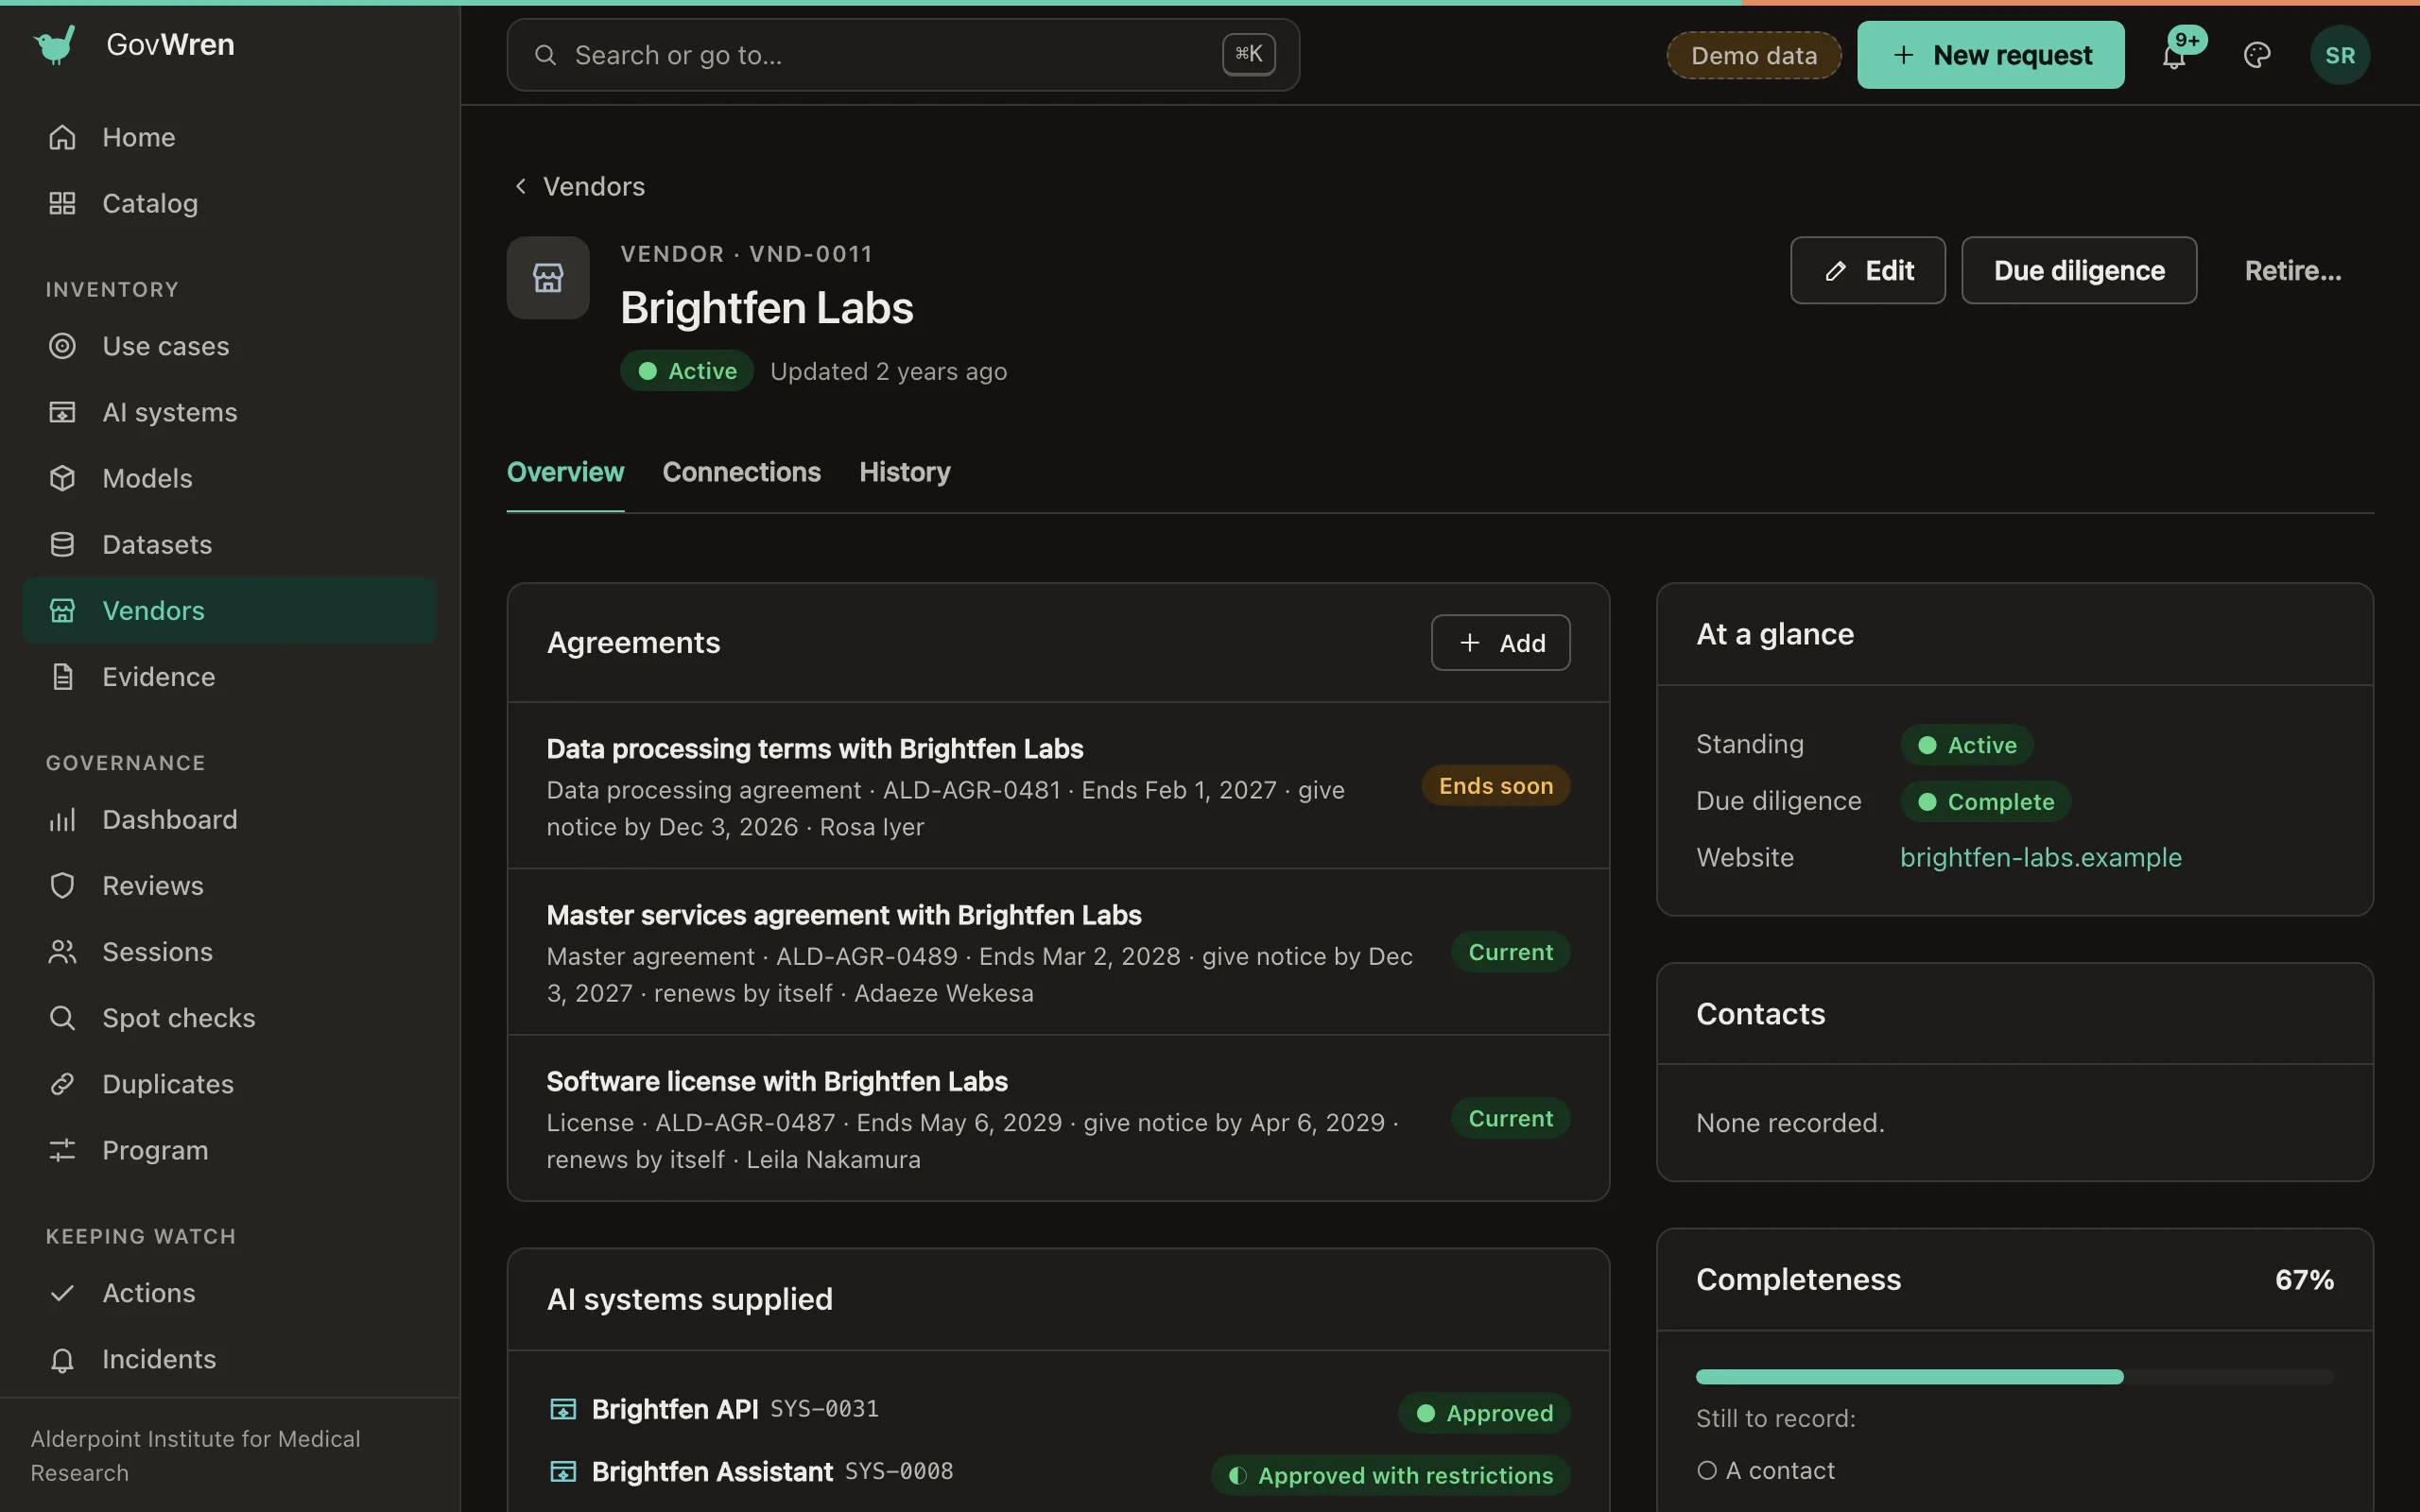 GovWren
Search or go to...
⌘K
Demo data
+ New request
9+
SR
Home
Catalog
INVENTORY
Use cases
AI systems
Models
Datasets
Vendors
Evidence
GOVERNANCE
Dashboard
Reviews
Sessions
Spot checks
Duplicates
Program
KEEPING WATCH
Actions
Incidents
Alderpoint Institute for Medical
Research
Vendors
VENDOR · VND-0011
Brightfen Labs
Active
Updated 2 years ago
Edit
Due diligence
Retire...
Overview
Connections
History
Agreements
+ Add
Data processing terms with Brightfen Labs
Data processing agreement · ALD-AGR-0481 · Ends Feb 1, 2027 · give
notice by Dec 3, 2026 · Rosa Iyer
Ends soon
Master services agreement with Brightfen Labs
Master agreement · ALD-AGR-0489 · Ends Mar 2, 2028 · give notice by Dec
3, 2027 · renews by itself · Adaeze Wekesa
Current
Software license with Brightfen Labs
License · ALD-AGR-0487 · Ends May 6, 2029 · give notice by Apr 6, 2029 ·
renews by itself · Leila Nakamura
Current
AI systems supplied
Brightfen API SYS-0031
Approved
Brightfen Assistant SYS-0008
Approved with restrictions
At a glance
Standing
Active
Due diligence
Complete
Website
brightfen-labs.example
Contacts
None recorded.
Completeness
67%
Still to record:
A contact